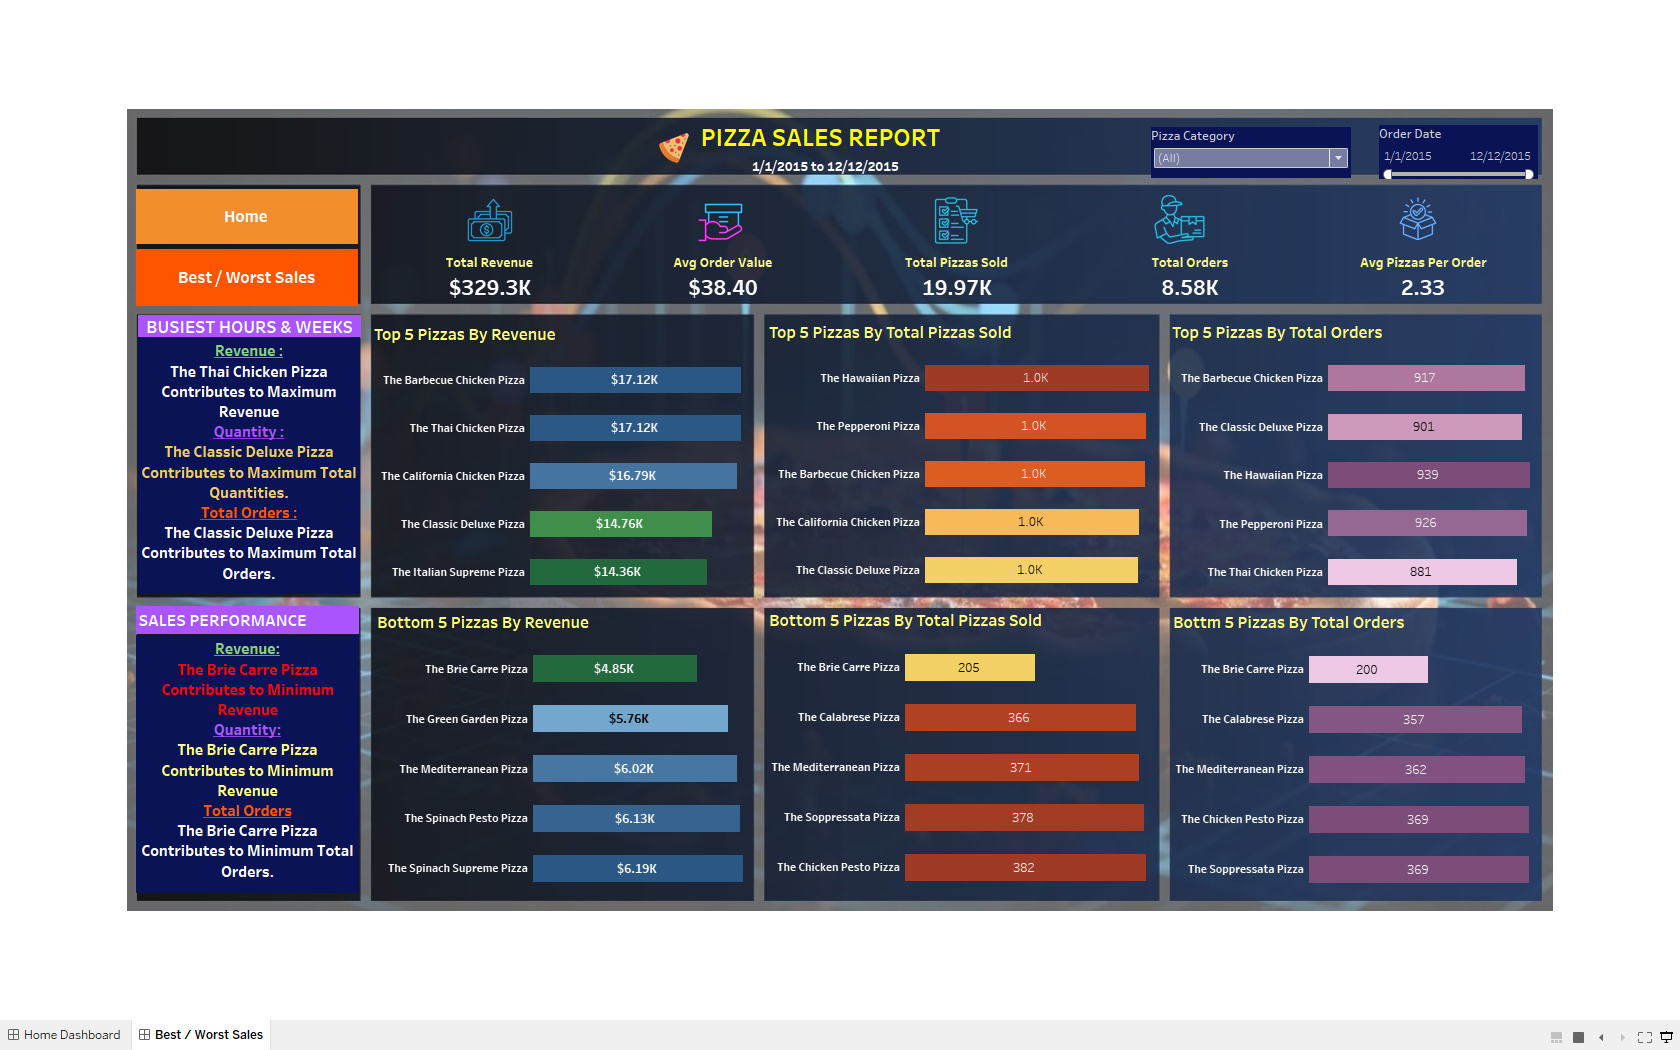 PIZZA SALES REPORT
1/1/2015 to 12/12/2015
Pizza Category
(All)
Order Date
1/1/2015 12/12/2015
Home
Best / Worst Sales
Total Revenue
$329.3K
Avg Order Value
$38.40
Total Pizzas Sold
19.97K
Total Orders
8.58K
Avg Pizzas Per Order
2.33
BUSIEST HOURS & WEEKS
Revenue :
The Thai Chicken Pizza
Contributes to Maximum
Revenue
Quantity :
The Classic Deluxe Pizza
Contributes to Maximum Total
Quantities.
Total Orders :
The Classic Deluxe Pizza
Contributes to Maximum Total
Orders.
Top 5 Pizzas By Revenue
The Barbecue Chicken Pizza $17.12K
The Thai Chicken Pizza $17.12K
The California Chicken Pizza $16.79K
The Classic Deluxe Pizza $14.76K
The Italian Supreme Pizza $14.36K
Top 5 Pizzas By Total Pizzas Sold
The Hawaiian Pizza 1.0K
The Pepperoni Pizza 1.0K
The Barbecue Chicken Pizza 1.0K
The California Chicken Pizza 1.0K
The Classic Deluxe Pizza 1.0K
Top 5 Pizzas By Total Orders
The Barbecue Chicken Pizza 917
The Classic Deluxe Pizza 901
The Hawaiian Pizza 939
The Pepperoni Pizza 926
The Thai Chicken Pizza 881
SALES PERFORMANCE
Revenue:
The Brie Carre Pizza
Contributes to Minimum
Revenue
Quantity:
The Brie Carre Pizza
Contributes to Minimum
Revenue
Total Orders
The Brie Carre Pizza
Contributes to Minimum Total
Orders.
Bottom 5 Pizzas By Revenue
The Brie Carre Pizza $4.85K
The Green Garden Pizza $5.76K
The Mediterranean Pizza $6.02K
The Spinach Pesto Pizza $6.13K
The Spinach Supreme Pizza $6.19K
Bottom 5 Pizzas By Total Pizzas Sold
The Brie Carre Pizza 205
The Calabrese Pizza 366
The Mediterranean Pizza 371
The Soppressata Pizza 378
The Chicken Pesto Pizza 382
Bottm 5 Pizzas By Total Orders
The Brie Carre Pizza 200
The Calabrese Pizza 357
The Mediterranean Pizza 362
The Chicken Pesto Pizza 369
The Soppressata Pizza 369
Home Dashboard
Best / Worst Sales